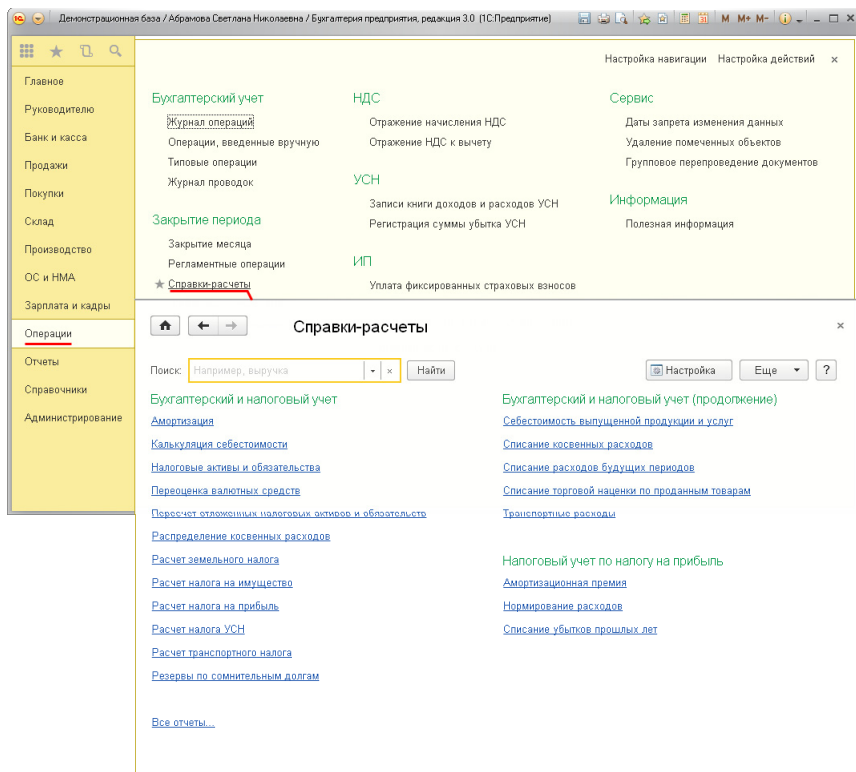 Демонстрационная база / Абрамова Светлана Николаевна / Бухгалтерия предприятия, редакция 3.0 (1С:Предприятие)
M M+ M-
Настройка навигации Настройка действий
Главное
Руководителю
Банк и касса
Продажи
Покупки
Склад
Производство
ОС и НМА
Зарплата и кадры
Операции
Отчеты
Справочники
Администрирование
Бухгалтерский учет
Журнал операций
Операции, введенные вручную
Типовые операции
Журнал проводок
Закрытие периода
Закрытие месяца
Регламентные операции
Справки-расчеты
НДС
Отражение начисления НДС
Отражение НДС к вычету
УСН
Записи книги доходов и расходов УСН
Регистрация суммы убытка УСН
ИП
Уплата фиксированных страховых взносов
Сервис
Даты запрета изменения данных
Удаление помеченных объектов
Групповое перепроведение документов
Информация
Полезная информация
Справки-расчеты
Поиск: Например, выручка Найти Настройка Еще ?
Бухгалтерский и налоговый учет
Амортизация
Калькуляция себестоимости
Налоговые активы и обязательства
Переоценка валютных средств
Пересчет отложенных налоговых активов и обязательств
Распределение косвенных расходов
Расчет земельного налога
Расчет налога на имущество
Расчет налога на прибыль
Расчет налога УСН
Расчет транспортного налога
Резервы по сомнительным долгам
Все отчеты...
Бухгалтерский и налоговый учет (продолжение)
Себестоимость выпущенной продукции и услуг
Списание косвенных расходов
Списание расходов будущих периодов
Списание торговой наценки по проданным товарам
Транспортные расходы
Налоговый учет по налогу на прибыль
Амортизационная премия
Нормирование расходов
Списание убытков прошлых лет